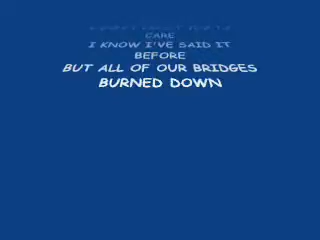 CARE
I KNOW I'VE SAID IT
BEFORE
BUT ALL OF OUR BRIDGES
BURNED DOWN